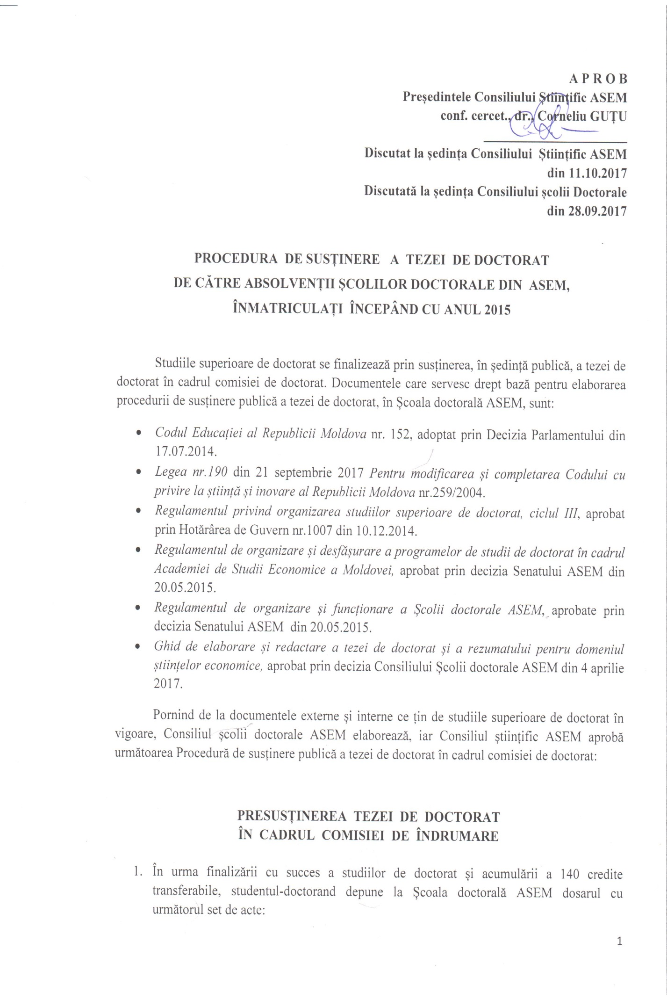 A P R O B
Președintele Consiliului Științific ASEM
conf. cercet., dr., Corneliu GUȚU
Discutat la ședința Consiliului Științific ASEM
din 11.10.2017
Discutată la ședința Consiliului școlii Doctorale
din 28.09.2017
PROCEDURA DE SUSȚINERE A TEZEI DE DOCTORAT
DE CĂTRE ABSOLVENȚII ȘCOLILOR DOCTORALE DIN ASEM,
ÎNMATRICULAȚI ÎNCEPÂND CU ANUL 2015
Studiile superioare de doctorat se finalizează prin susținerea, în ședință publică, a tezei de
doctorat în cadrul comisiei de doctorat. Documentele care servesc drept bază pentru elaborarea
procedurii de susținere publică a tezei de doctorat, în Școala doctorală ASEM, sunt:
• Codul Educației al Republicii Moldova nr. 152, adoptat prin Decizia Parlamentului din
17.07.2014.
• Legea nr.190 din 21 septembrie 2017 Pentru modificarea și completarea Codului cu
privire la știință și inovare al Republicii Moldova nr.259/2004.
• Regulamentul privind organizarea studiilor superioare de doctorat, ciclul III, aprobat
prin Hotărârea de Guvern nr.1007 din 10.12.2014.
• Regulamentul de organizare și desfășurare a programelor de studii de doctorat în cadrul
Academiei de Studii Economice a Moldovei, aprobat prin decizia Senatului ASEM din
20.05.2015.
• Regulamentul de organizare și funcționare a Școlii doctorale ASEM, aprobate prin
decizia Senatului ASEM din 20.05.2015.
• Ghid de elaborare și redactare a tezei de doctorat și a rezumatului pentru domeniul
științelor economice, aprobat prin decizia Consiliului Școlii doctorale ASEM din 4 aprilie
2017.
Pornind de la documentele externe și interne ce țin de studiile superioare de doctorat în
vigoare, Consiliul școlii doctorale ASEM elaborează, iar Consiliul științific ASEM aprobă
următoarea Procedură de susținere publică a tezei de doctorat în cadrul comisiei de doctorat:
PRESUSȚINEREA TEZEI DE DOCTORAT
ÎN CADRUL COMISIEI DE ÎNDRUMARE
1. În urma finalizării cu succes a studiilor de doctorat și acumulării a 140 credite
transferabile, studentul-doctorand depune la Școala doctorală ASEM dosarul cu
următorul set de acte:
1